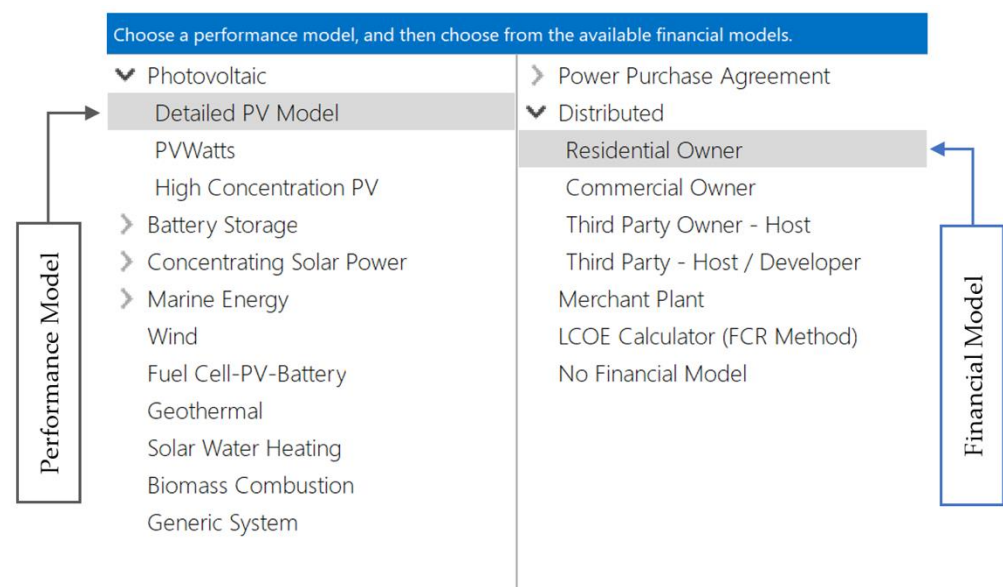 Choose a performance model, and then choose from the available financial models.
Photovoltaic
Detailed PV Model
PVWatts
High Concentration PV
Battery Storage
Concentrating Solar Power
Marine Energy
Wind
Fuel Cell-PV-Battery
Geothermal
Solar Water Heating
Biomass Combustion
Generic System
Power Purchase Agreement
Distributed
Residential Owner
Commercial Owner
Third Party Owner - Host
Third Party - Host / Developer
Merchant Plant
LCOE Calculator (FCR Method)
No Financial Model
Performance Model
Financial Model